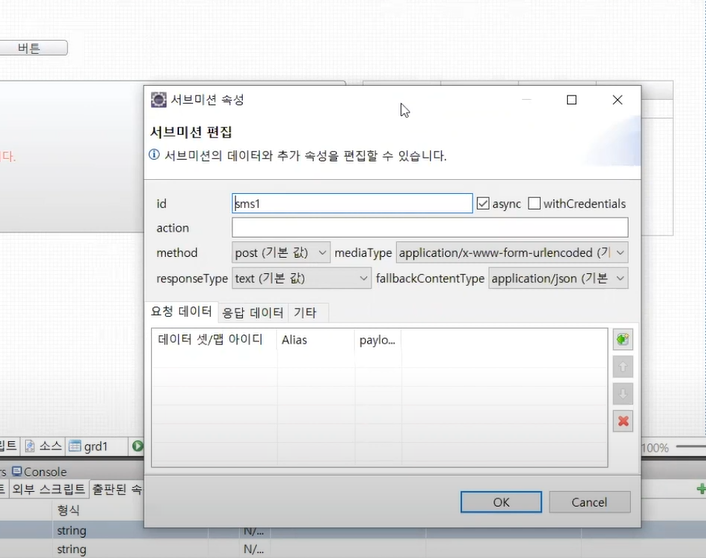 버튼
다.
서브미션 속성
서브미션 편집
서브미션의 데이터와 추가 속성을 편집할 수 있습니다.
id sms1 async withCredentials
action
method post (기본 값) mediaType application/x-www-form-urlencoded (기
responseType text (기본 값) fallbackContentType application/json (기본
요청 데이터 응답 데이터 기타
데이터 셋/맵 아이디 Alias paylo...
립트 소스 grd1 100%
rs Console
트 외부 스크립트 출판된 속
형식
string N/...
string N/...
OK Cancel